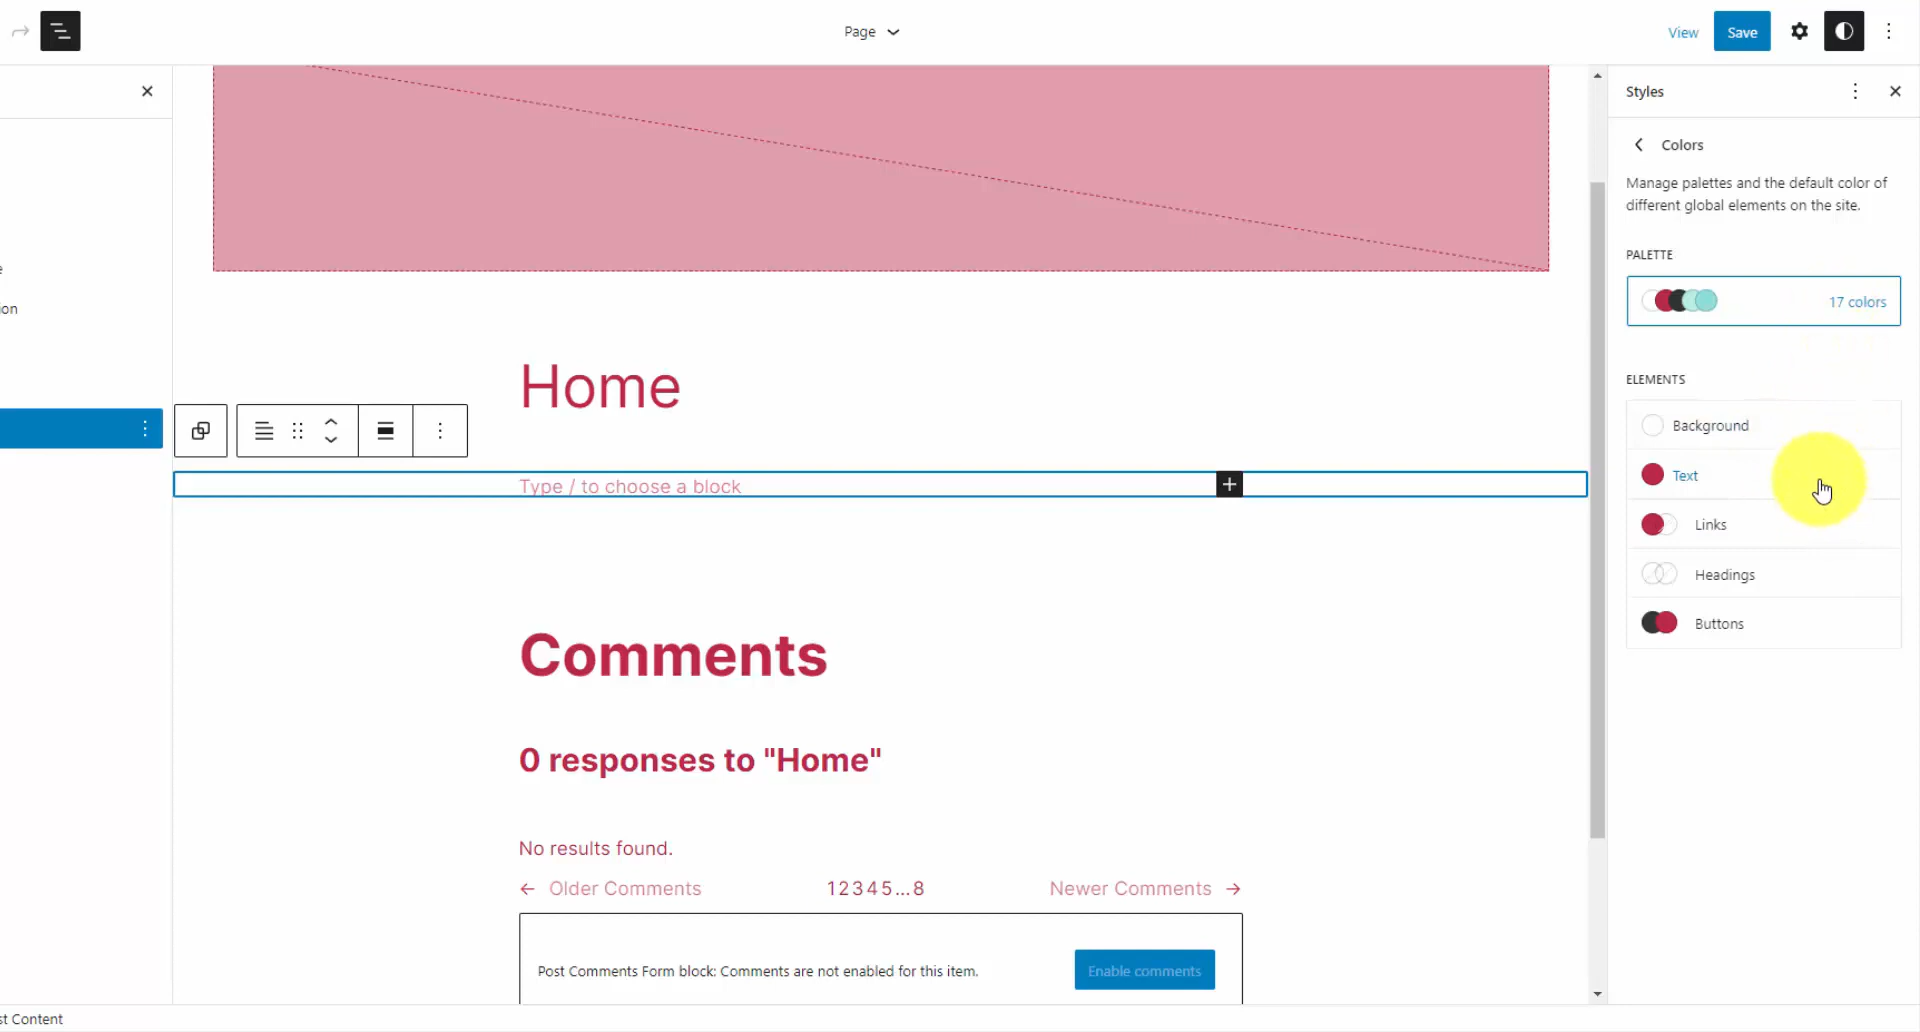 Page
View
Save
Styles
Colors
Manage palettes and the default color of
different global elements on the site.
PALETTE
17 colors
ELEMENTS
Background
Text
Links
Headings
Buttons
e
ion
Home
Type / to choose a block
Comments
0 responses to "Home"
No results found.
← Older Comments
12345...8
Newer Comments →
Post Comments Form block: Comments are not enabled for this item.
Enable comments
st Content